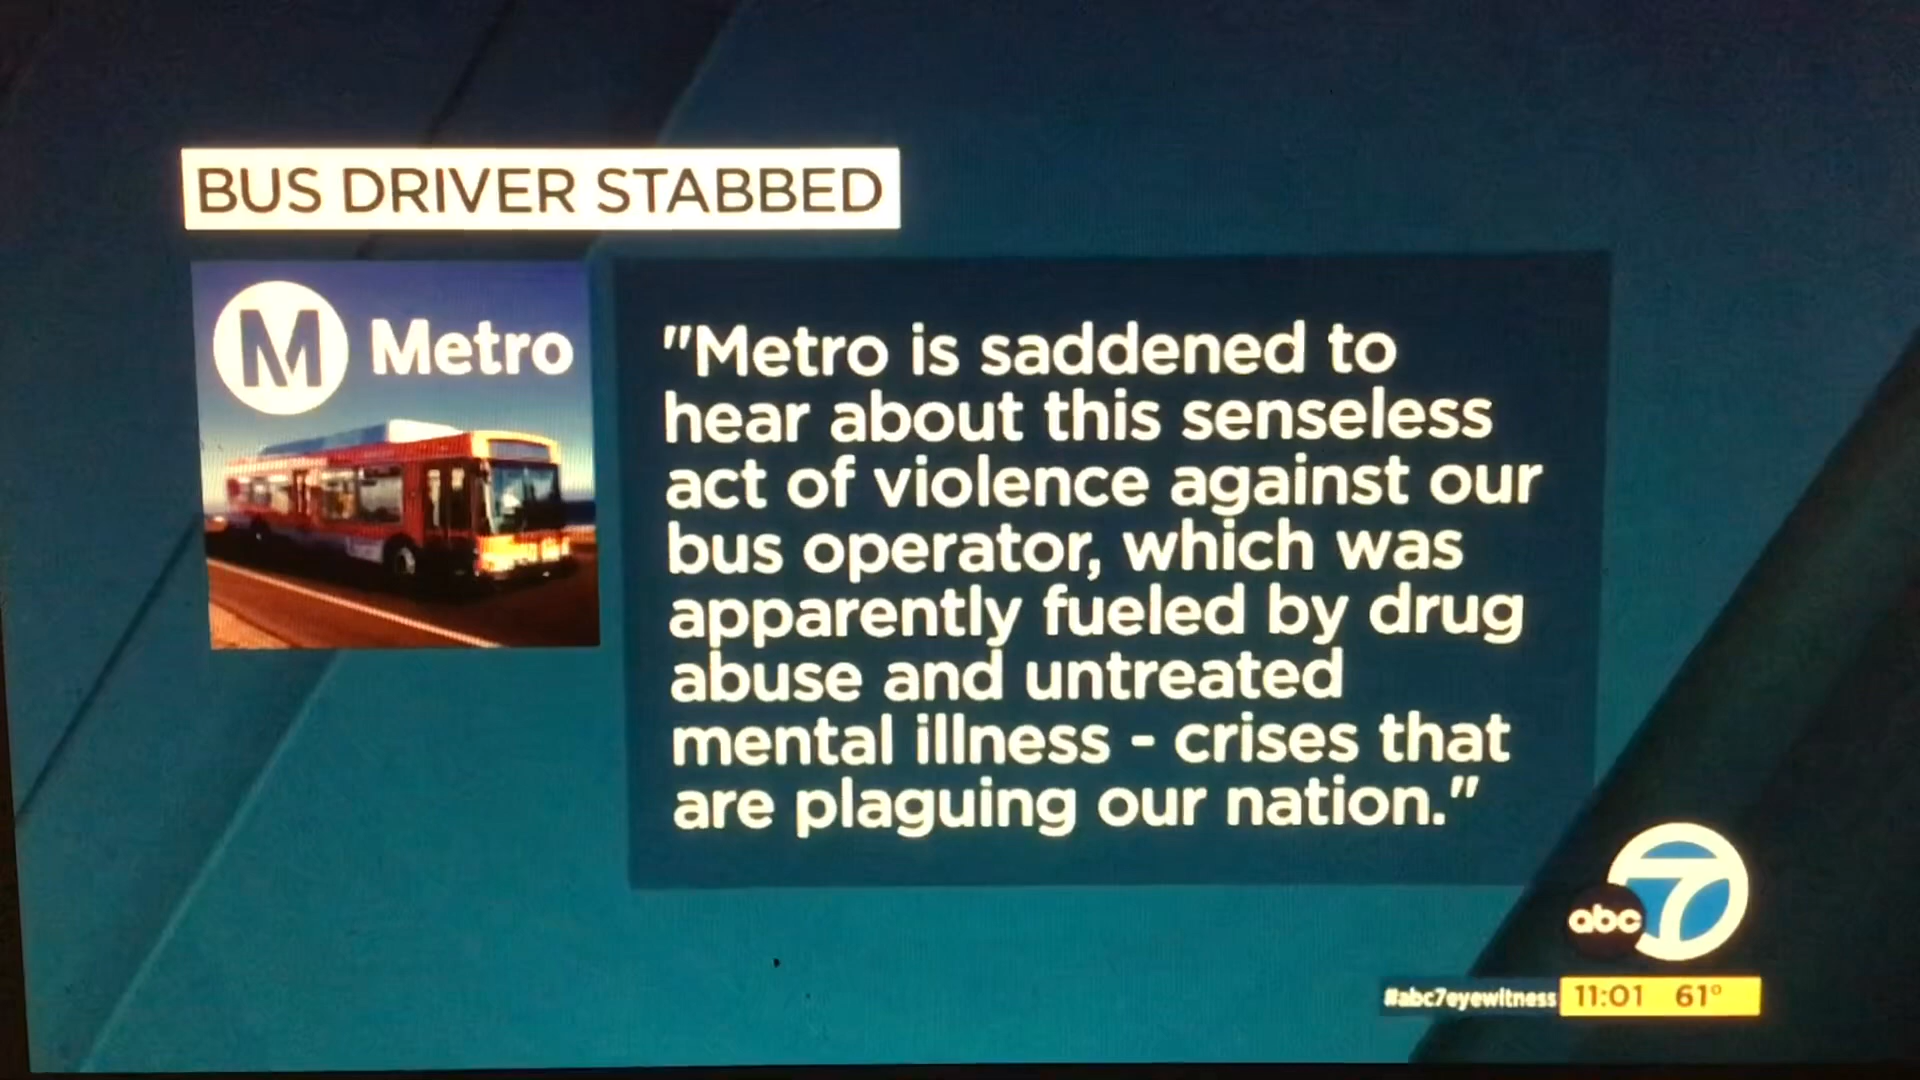 BUS DRIVER STABBED
M Metro
"Metro is saddened to
hear about this senseless
act of violence against our
bus operator, which was
apparently fueled by drug
abuse and untreated
mental illness - crises that
are plaguing our nation."
abc 7
#abc7eyewitness 11:01 61°